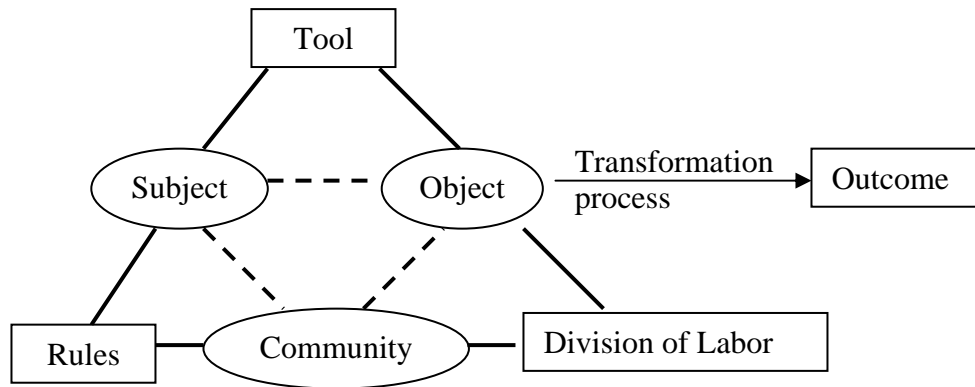 Tool
Subject
Object
Transformation
process
Outcome
Rules
Community
Division of Labor